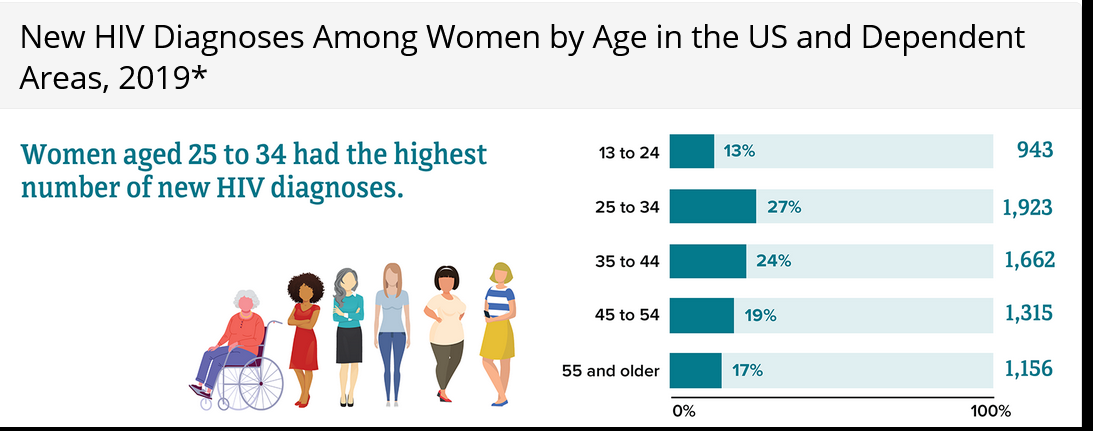 New HIV Diagnoses Among Women by Age in the US and Dependent
Areas, 2019*
Women aged 25 to 34 had the highest
number of new HIV diagnoses.
13 to 24 13% 943
25 to 34 27% 1,923
35 to 44 24% 1,662
45 to 54 19% 1,315
55 and older 17% 1,156
0% 100%